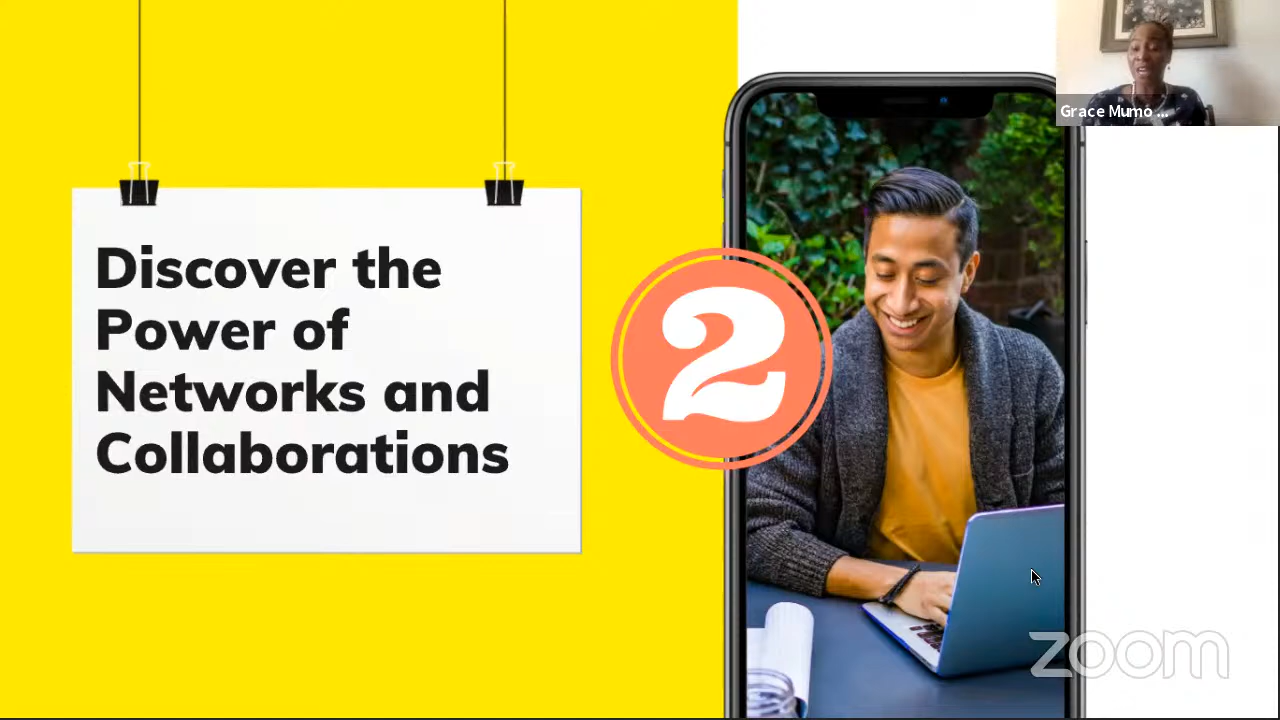 Discover the
Power of
Networks and
Collaborations
2
Grace Mumo ...
zoom